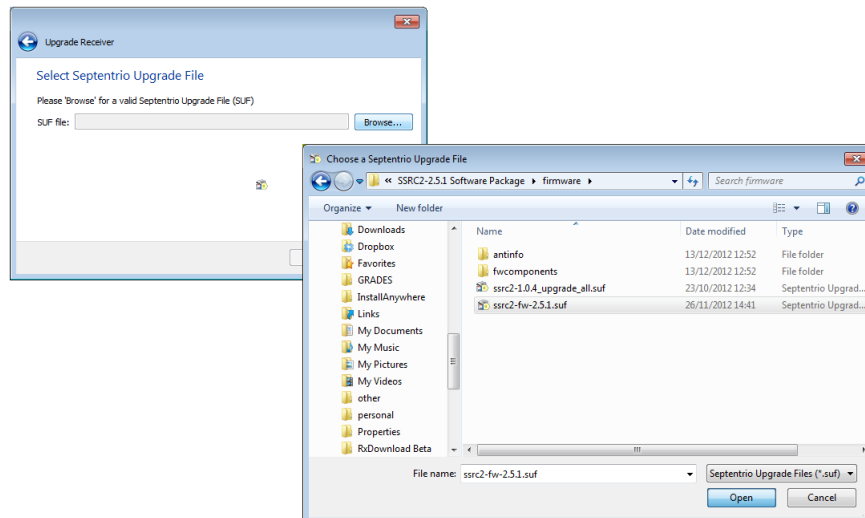 Upgrade Receiver
Select Septentrio Upgrade File
Please 'Browse' for a valid Septentrio Upgrade File (SUF)
SUF file:
Browse...
Choose a Septentrio Upgrade File
« SSRC2-2.5.1 Software Package firmware
Search firmware
Organize New folder
Downloads
Dropbox
Favorites
GRADES
InstallAnywhere
Links
My Documents
My Music
My Pictures
My Videos
other
personal
Properties
RxDownload Beta
Name Date modified Type
antinfo 13/12/2012 12:52 File folder
fwcomponents 13/12/2012 12:52 File folder
ssrc2-1.0.4_upgrade_all.suf 23/10/2012 12:34 Septentrio Upgrad...
ssrc2-fw-2.5.1.suf 26/11/2012 14:41 Septentrio Upgrad...
File name: ssrc2-fw-2.5.1.suf Septentrio Upgrade Files (*.suf)
Open Cancel